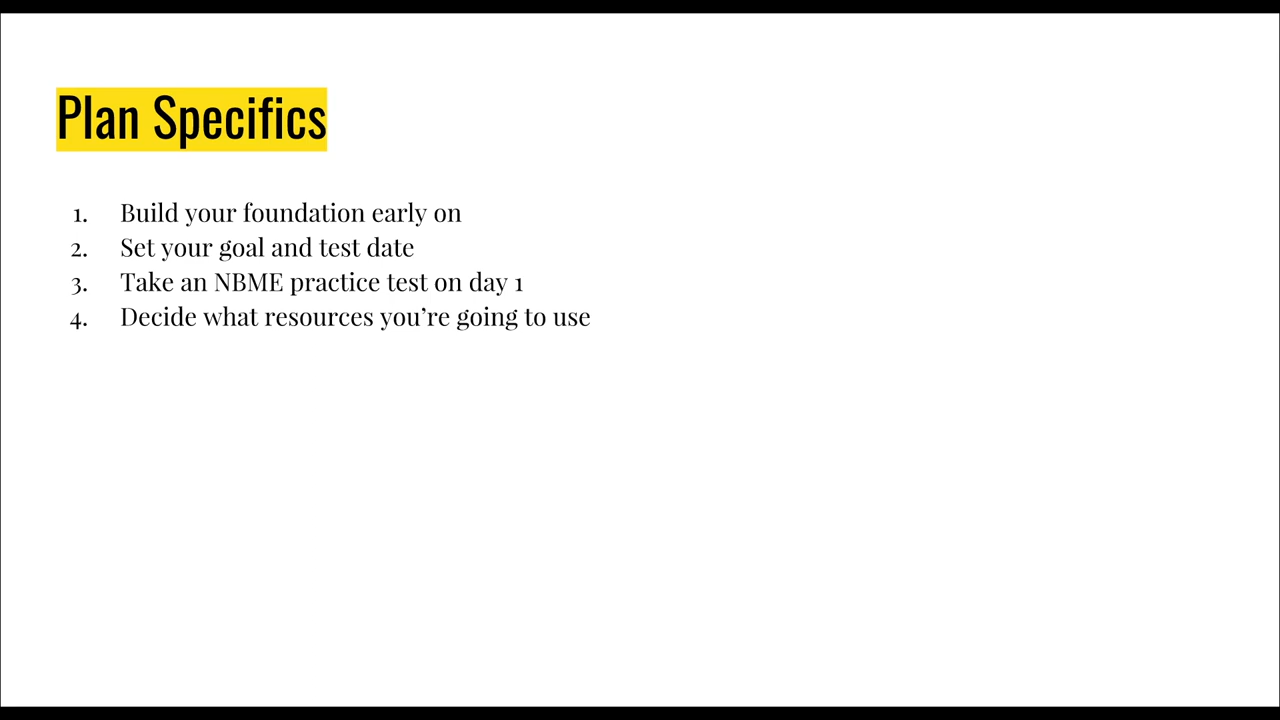 Plan Specifics
1. Build your foundation early on
2. Set your goal and test date
3. Take an NBME practice test on day 1
4. Decide what resources you’re going to use